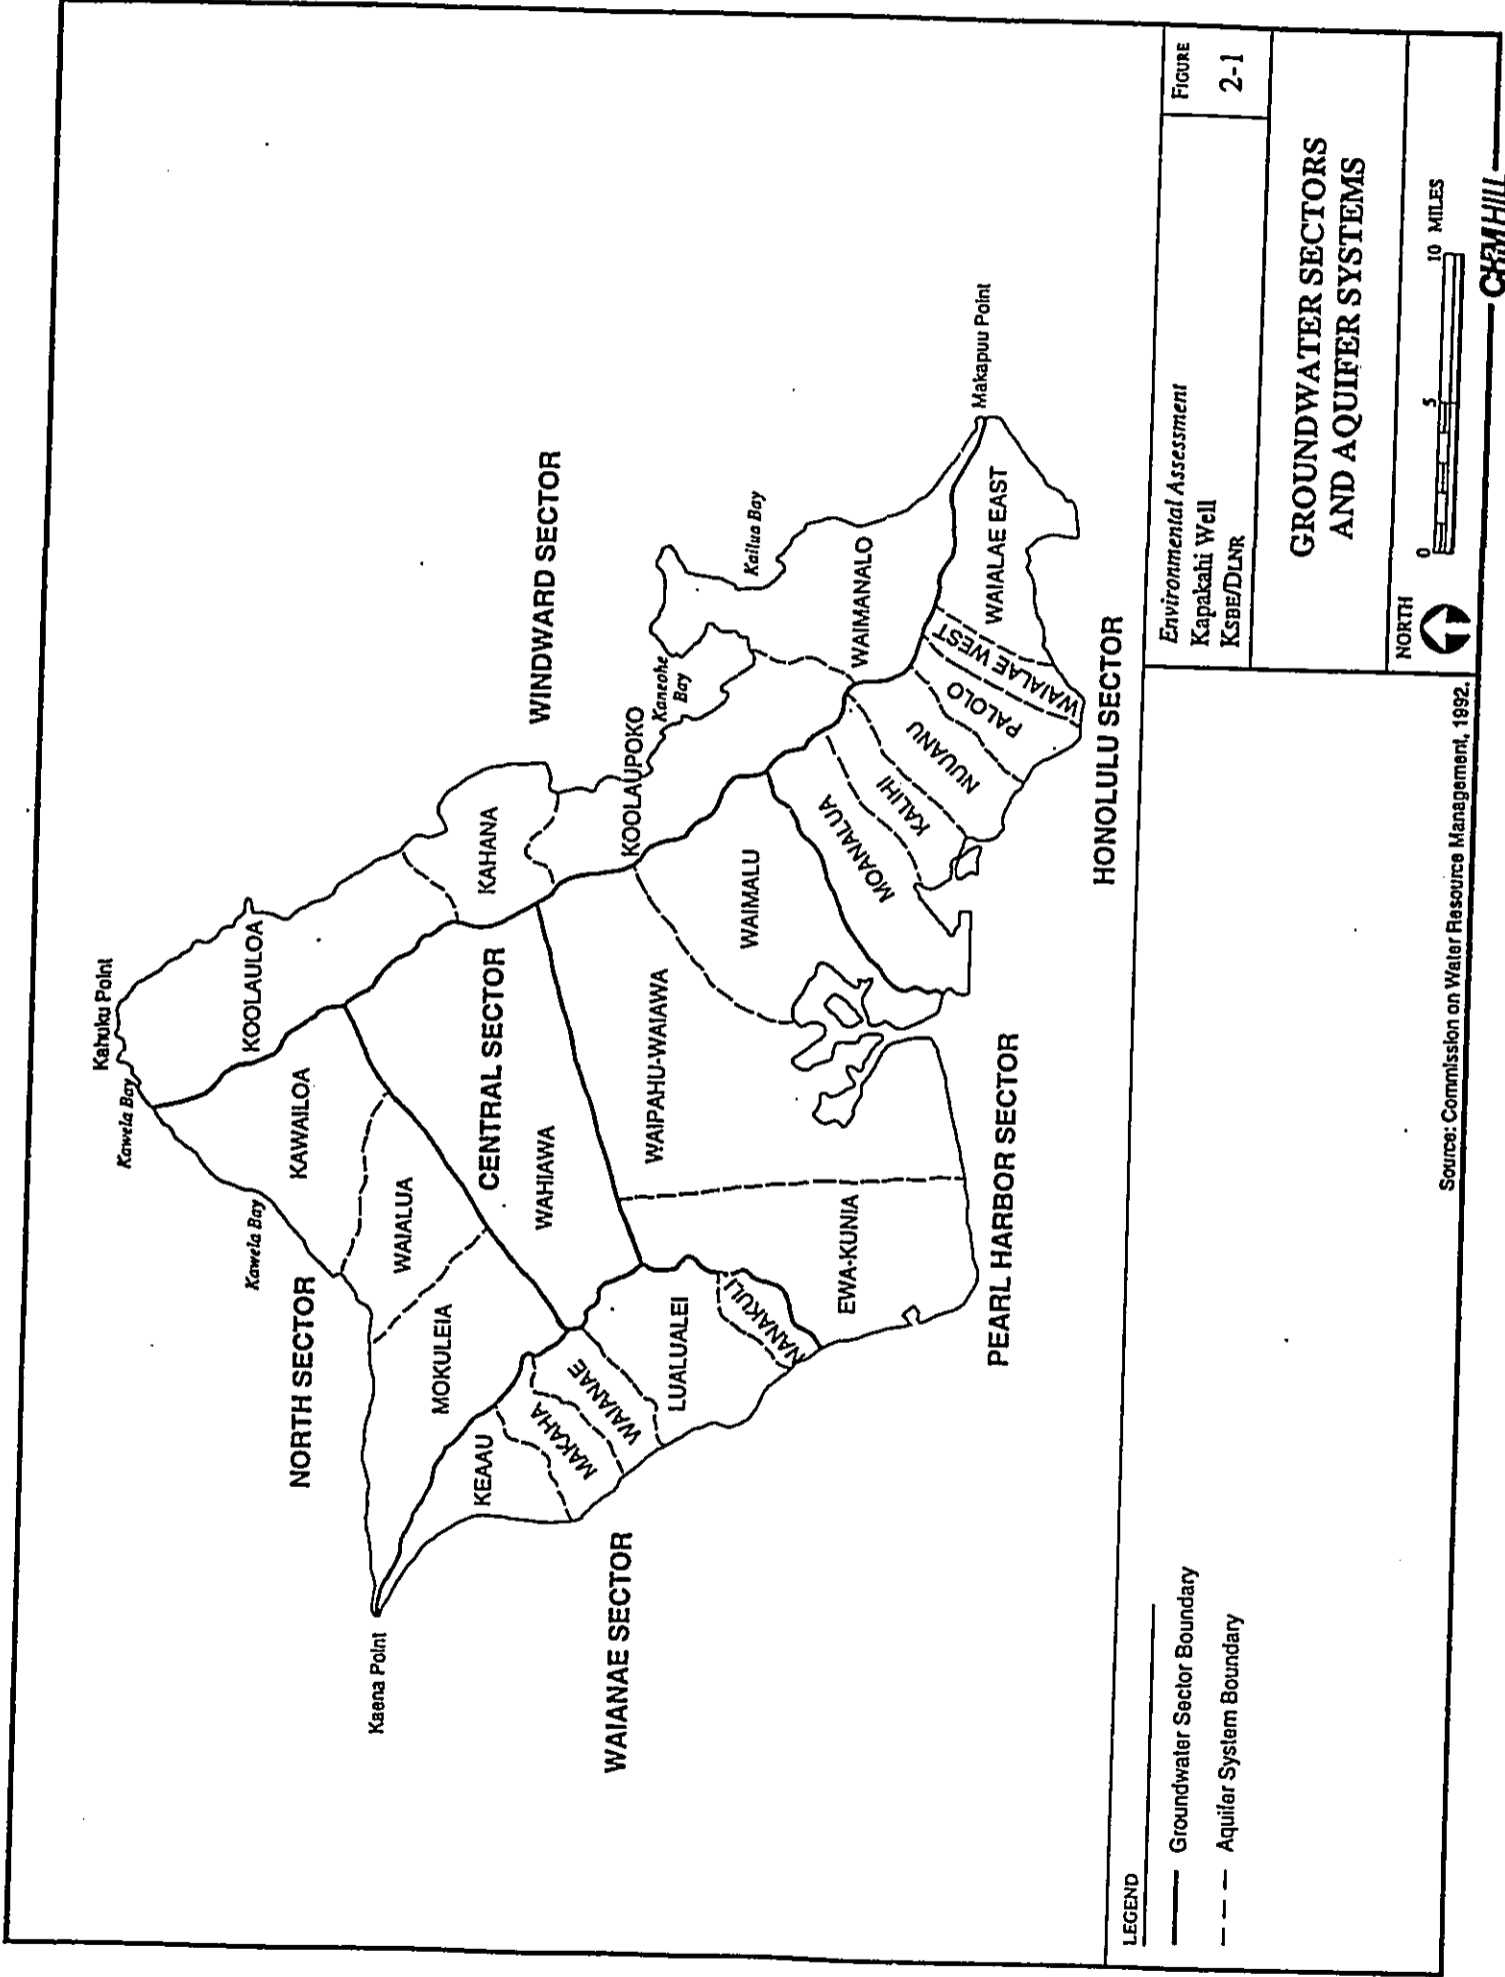 Kahuku Point
Kawela Bay
Kawela Bay
KOOLAULOA
KAWAILOA
WAIALUA
MOKULEIA
NORTH SECTOR
Kaena Point
KEAAU
MAKAHA
WAIANAE
LUALUALEI
NANAKULI
WAIANAE SECTOR
CENTRAL SECTOR
WAHIAWA
KAHANA
WINDWARD SECTOR
KOOLAUPOKO
Kaneohe
Bay
Kailua Bay
WAIMANALO
Makapuu Point
WAIPAHU-WAIAWA
WAIMALU
EWA-KUNIA
PEARL HARBOR SECTOR
MOANALUA
KALIHI
NUUANU
PALOLO
WAIALAE WEST
WAIALAE EAST
HONOLULU SECTOR
LEGEND
Groundwater Sector Boundary
Aquifer System Boundary
Source: Commission on Water Resource Management, 1992.
Environmental Assessment
Kapakahi Well
KSBE/DLNR
FIGURE
2-1
GROUNDWATER SECTORS
AND AQUIFER SYSTEMS
NORTH
0 5 10 MILES
CH2M HILL